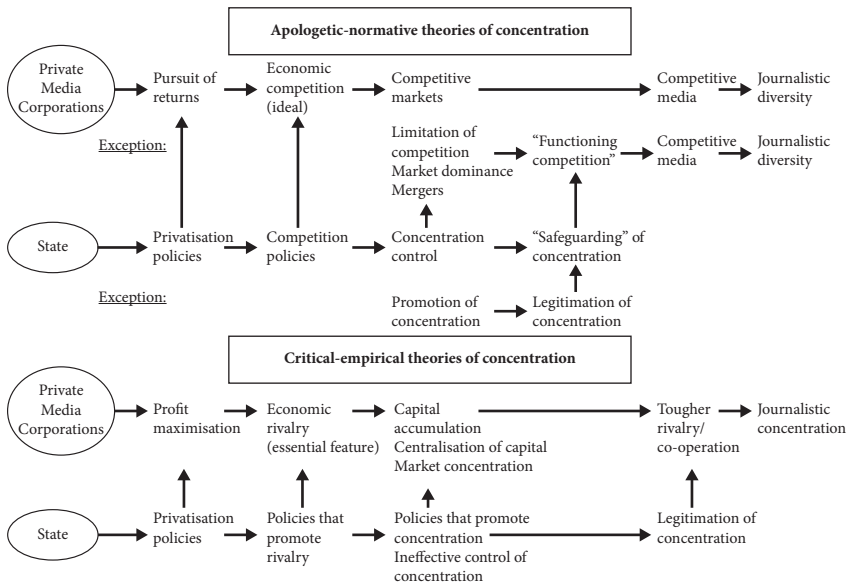 Apologetic-normative theories of concentration
Private
Media
Corporations
Pursuit of
returns
Economic
competition
(ideal)
Competitive
markets
Competitive
media
Journalistic
diversity
Exception:
Limitation of
competition
Market dominance
Mergers
“Functioning
competition”
Competitive
media
Journalistic
diversity
State
Privatisation
policies
Competition
policies
Concentration
control
“Safeguarding” of
concentration
Exception:
Promotion of
concentration
Legitimation of
concentration
Critical-empirical theories of concentration
Private
Media
Corporations
Profit
maximisation
Economic
rivalry
(essential feature)
Capital
accumulation
Centralisation of capital
Market concentration
Tougher
rivalry/
co-operation
Journalistic
concentration
State
Privatisation
policies
Policies that
promote
rivalry
Policies that promote
concentration
Ineffective control of
concentration
Legitimation of
concentration